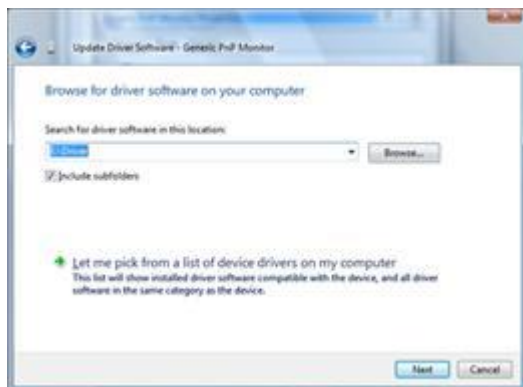 Update Driver Software - Generic PnP Monitor
Browse for driver software on your computer
Search for driver software in this location:
Browse...
Include subfolders
Let me pick from a list of device drivers on my computer
This list will show installed driver software compatible with the device, and all driver
software in the same category as the device.
Next Cancel